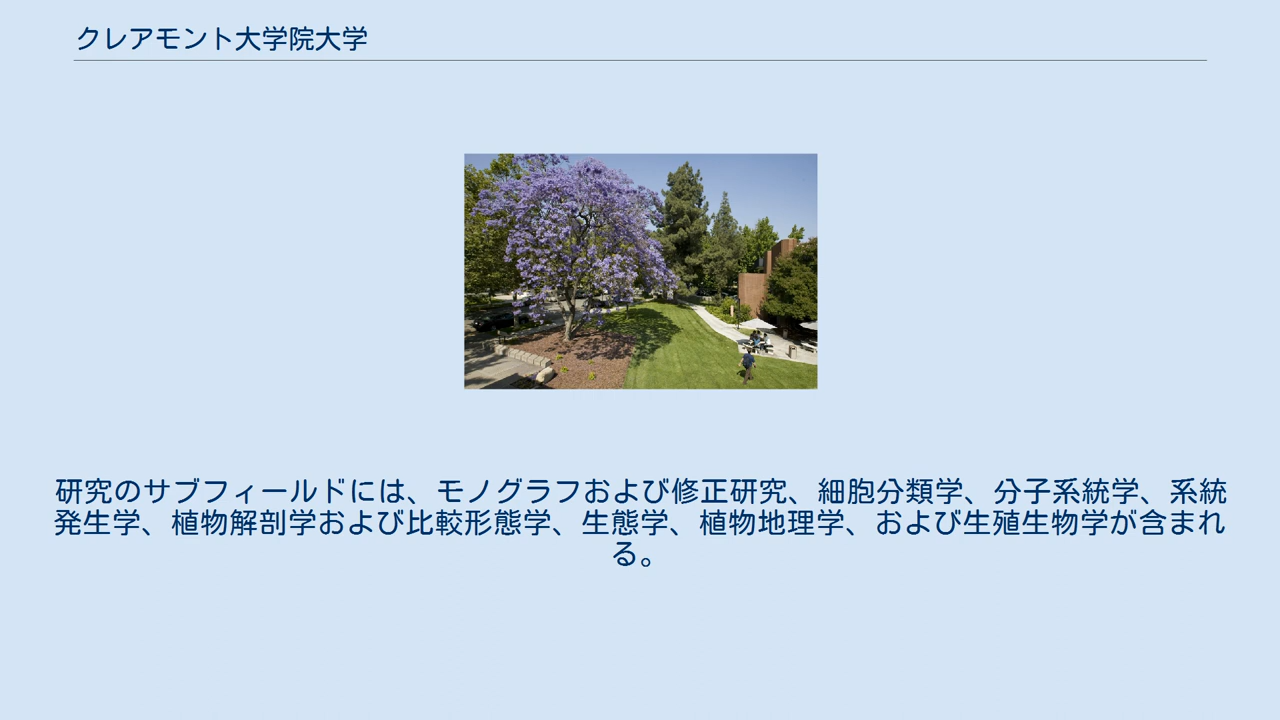 クレアモント大学院大学
研究のサブフィールドには、モノグラフおよび修正研究、細胞分類学、分子系統学、系統
発生学、植物解剖学および比較形態学、生態学、植物地理学、および生殖生物学が含まれ
る。